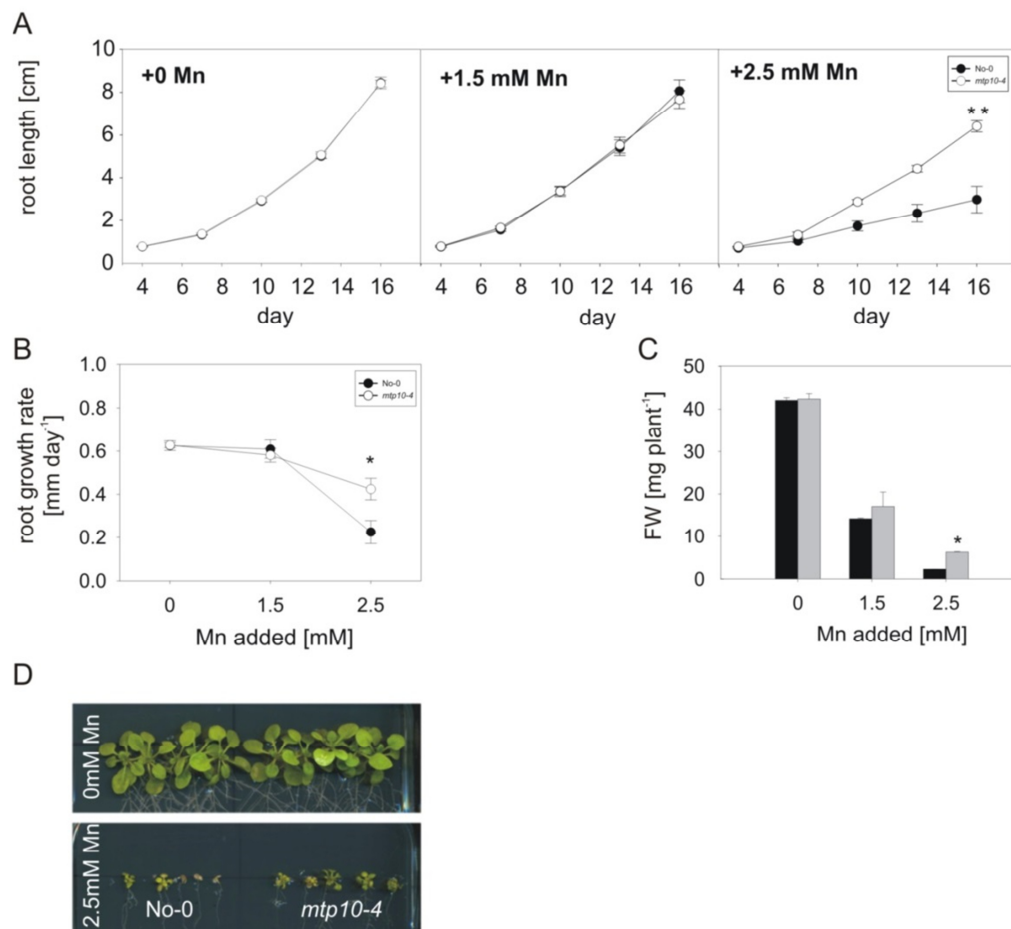 A
root length [cm]
10
8
6
4
2
0
+0 Mn
+1.5 mM Mn
+2.5 mM Mn
No-0
mtp10-4
**
4 6 8 10 12 14 16
4 6 8 10 12 14 16
4 6 8 10 12 14 16
day
day
day
B
root growth rate
[mm day-1]
1.0
0.8
0.6
0.4
0.2
0.0
No-0
mtp10-4
*
0 1.5 2.5
Mn added [mM]
C
FW [mg plant-1]
50
40
30
20
10
0
*
0 1.5 2.5
Mn added [mM]
D
0mM Mn
2.5mM Mn
No-0
mtp10-4